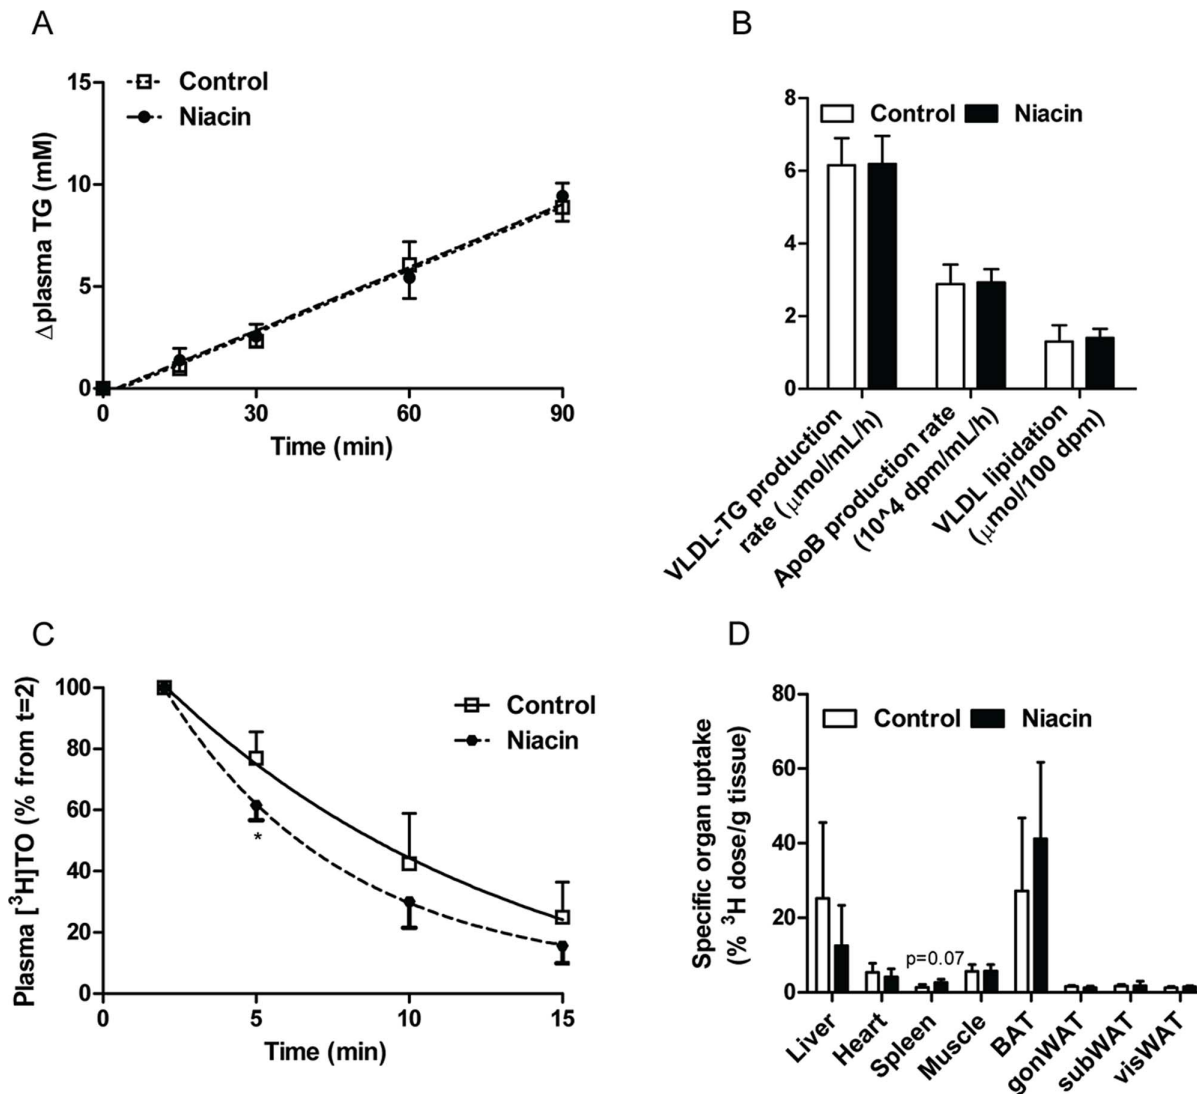 A
Control
Niacin
Δplasma TG (mM)
15
10
5
0
0 30 60 90
Time (min)
B
Control Niacin
8
6
4
2
0
VLDL-TG production
rate (μmol/mL/h)
ApoB production rate
(10^4 dpm/mL/h)
VLDL lipidation
(μmol/100 dpm)
C
Control
Niacin
Plasma [³H]TO (% from t=2)
100
80
60
40
20
0
*
0 5 10 15
Time (min)
D
Control Niacin
Specific organ uptake
(% ³H dose/g tissue)
80
60
40
20
0
p=0.07
Liver
Heart
Spleen
Muscle
BAT
gonWAT
subWAT
visWAT